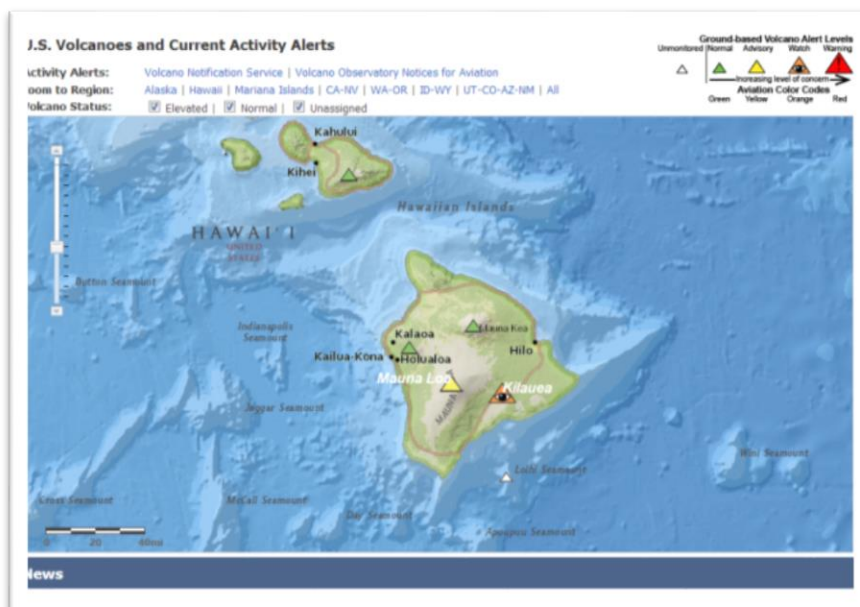 J.S. Volcanoes and Current Activity Alerts
Ground-based Volcano Alert Levels
Unmonitored Normal Advisory Watch Warning
Increasing level of concern
Aviation Color Codes
Green Yellow Orange Red
Activity Alerts: Volcano Notification Service | Volcano Observatory Notices for Aviation
oom to Region: Alaska | Hawaii | Mariana Islands | CA-NV | WA-OR | ID-WY | UT-CO-AZ-NM | All
Volcano Status: Elevated | Normal | Unassigned
Kahului
Kihei
Hawaiian Islands
HAWAI'I
UNITED
STATES
Button Seamount
Indianapolis
Seamount
Kalaoa
Mauna Kea
Hilo
Kailua-Kona
Holualoa
Mauna Loa
Kilauea
MAUNA
Jaggar Seamount
Loihi Seamount
Wini Seamount
Cross Seamount
McCall Seamount
Day Seamount
Apuupuu Seamount
0 20 40mi
News